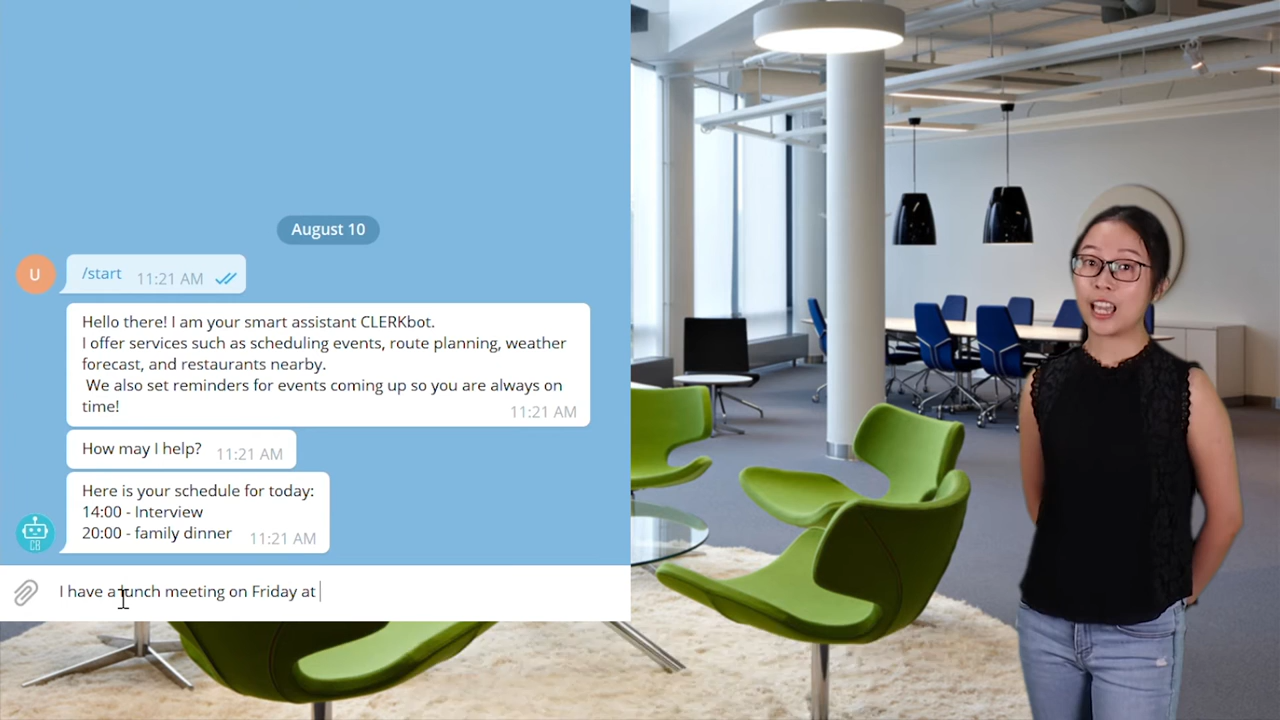 August 10
U
/start 11:21 AM
Hello there! I am your smart assistant CLERKbot.
I offer services such as scheduling events, route planning, weather
forecast, and restaurants nearby.
We also set reminders for events coming up so you are always on
time!
11:21 AM
How may I help? 11:21 AM
Here is your schedule for today:
14:00 - Interview
20:00 - family dinner 11:21 AM
CB
I have a lunch meeting on Friday at